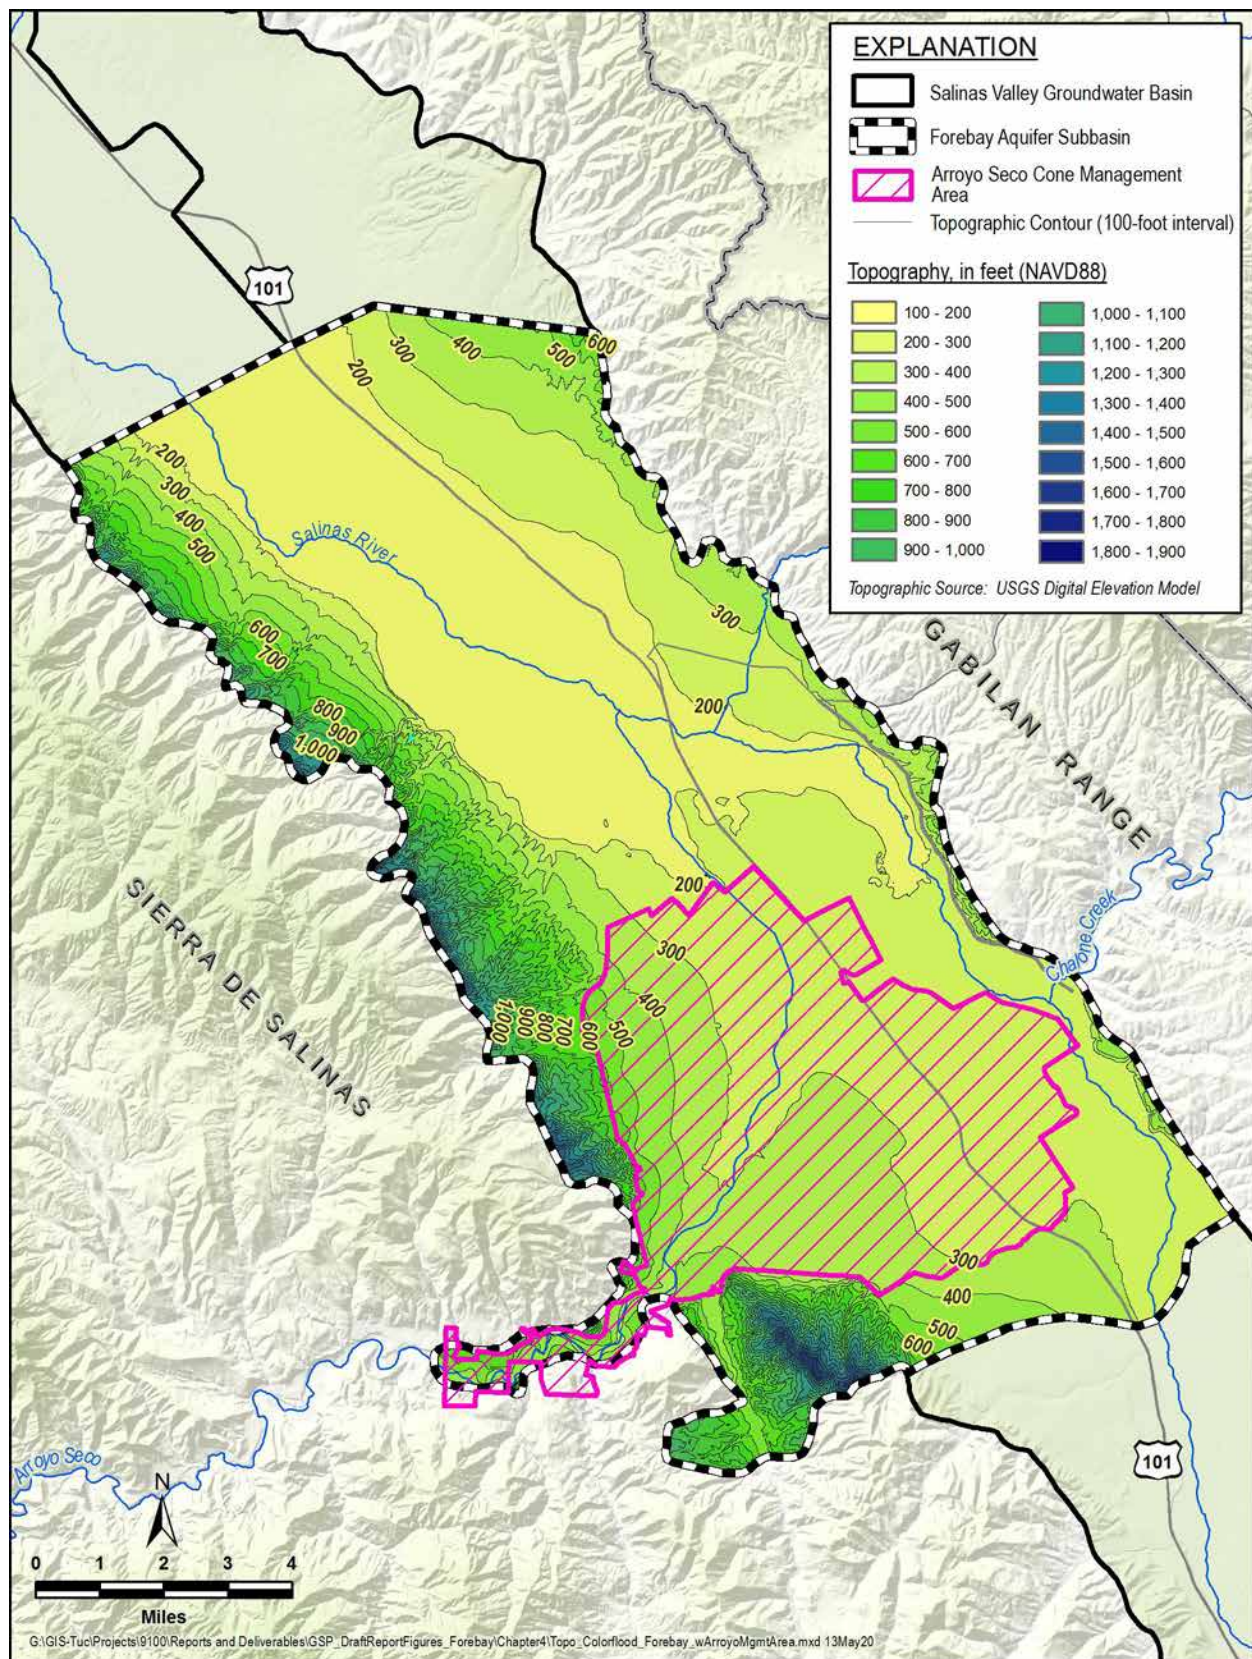 EXPLANATION
Salinas Valley Groundwater Basin
Forebay Aquifer Subbasin
Arroyo Seco Cone Management
Area
Topographic Contour (100-foot interval)
Topography, in feet (NAVD88)
100 - 200
200 - 300
300 - 400
400 - 500
500 - 600
600 - 700
700 - 800
800 - 900
900 - 1,000
1,000 - 1,100
1,100 - 1,200
1,200 - 1,300
1,300 - 1,400
1,400 - 1,500
1,500 - 1,600
1,600 - 1,700
1,700 - 1,800
1,800 - 1,900
Topographic Source: USGS Digital Elevation Model
101
200
300
400
500
600
200
300
400
500
Salinas River
600
700
800
900
1,000
300
200
GABILAN RANGE
SIERRA DE SALINAS
200
300
400
500
600
700
800
900
1,000
Chalone Creek
300
400
500
600
101
Arroyo Seco
N
0 1 2 3 4
Miles
G:\GIS-Tuc\Projects\9100\Reports and Deliverables\GSP_DraftReportFigures_Forebay\Chapter4\Topo_Colorflood_Forebay_wArroyoMgmtArea.mxd 13May20